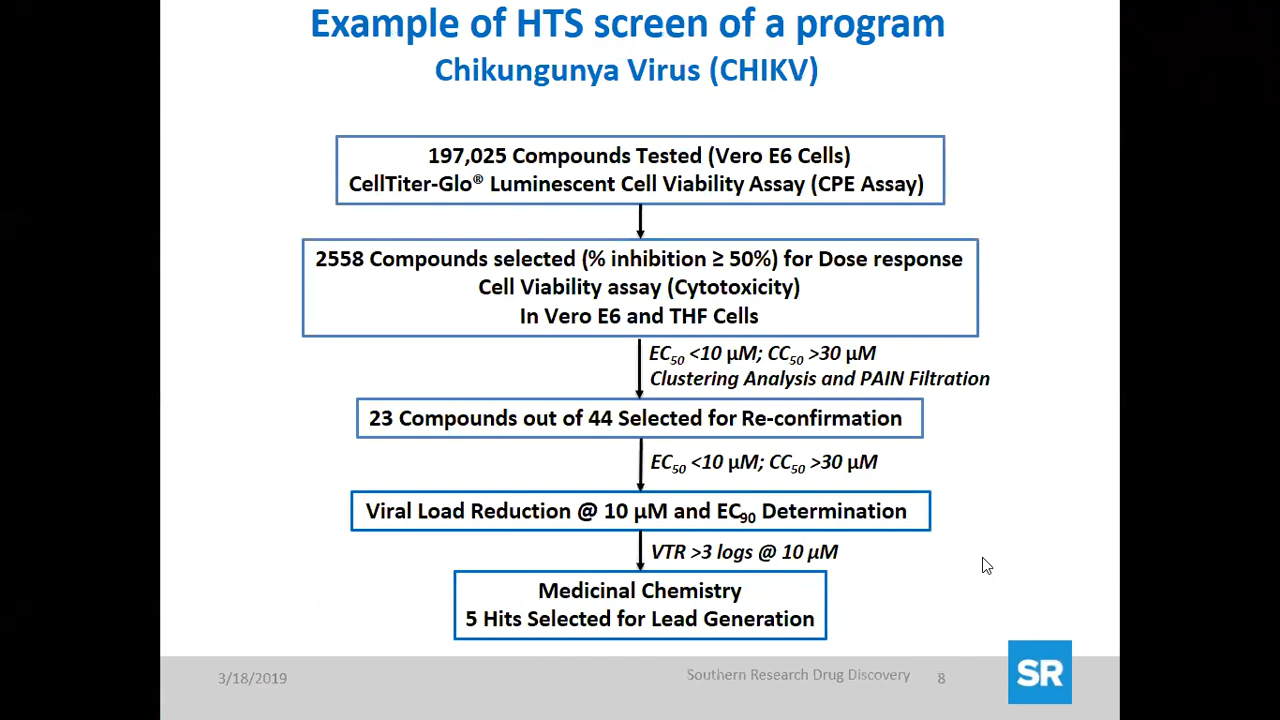 Example of HTS screen of a program
Chikungunya Virus (CHIKV)
197,025 Compounds Tested (Vero E6 Cells)
CellTiter-Glo® Luminescent Cell Viability Assay (CPE Assay)
2558 Compounds selected (% inhibition ≥ 50%) for Dose response
Cell Viability assay (Cytotoxicity)
In Vero E6 and THF Cells
EC50 <10 µM; CC50 >30 µM
Clustering Analysis and PAIN Filtration
23 Compounds out of 44 Selected for Re-confirmation
EC50 <10 µM; CC50 >30 µM
Viral Load Reduction @ 10 µM and EC90 Determination
VTR >3 logs @ 10 µM
Medicinal Chemistry
5 Hits Selected for Lead Generation
3/18/2019
Southern Research Drug Discovery
8
SR